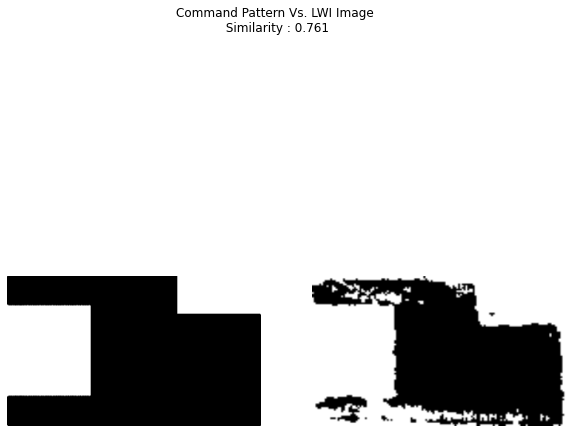 Command Pattern Vs. LWI Image
Similarity : 0.761